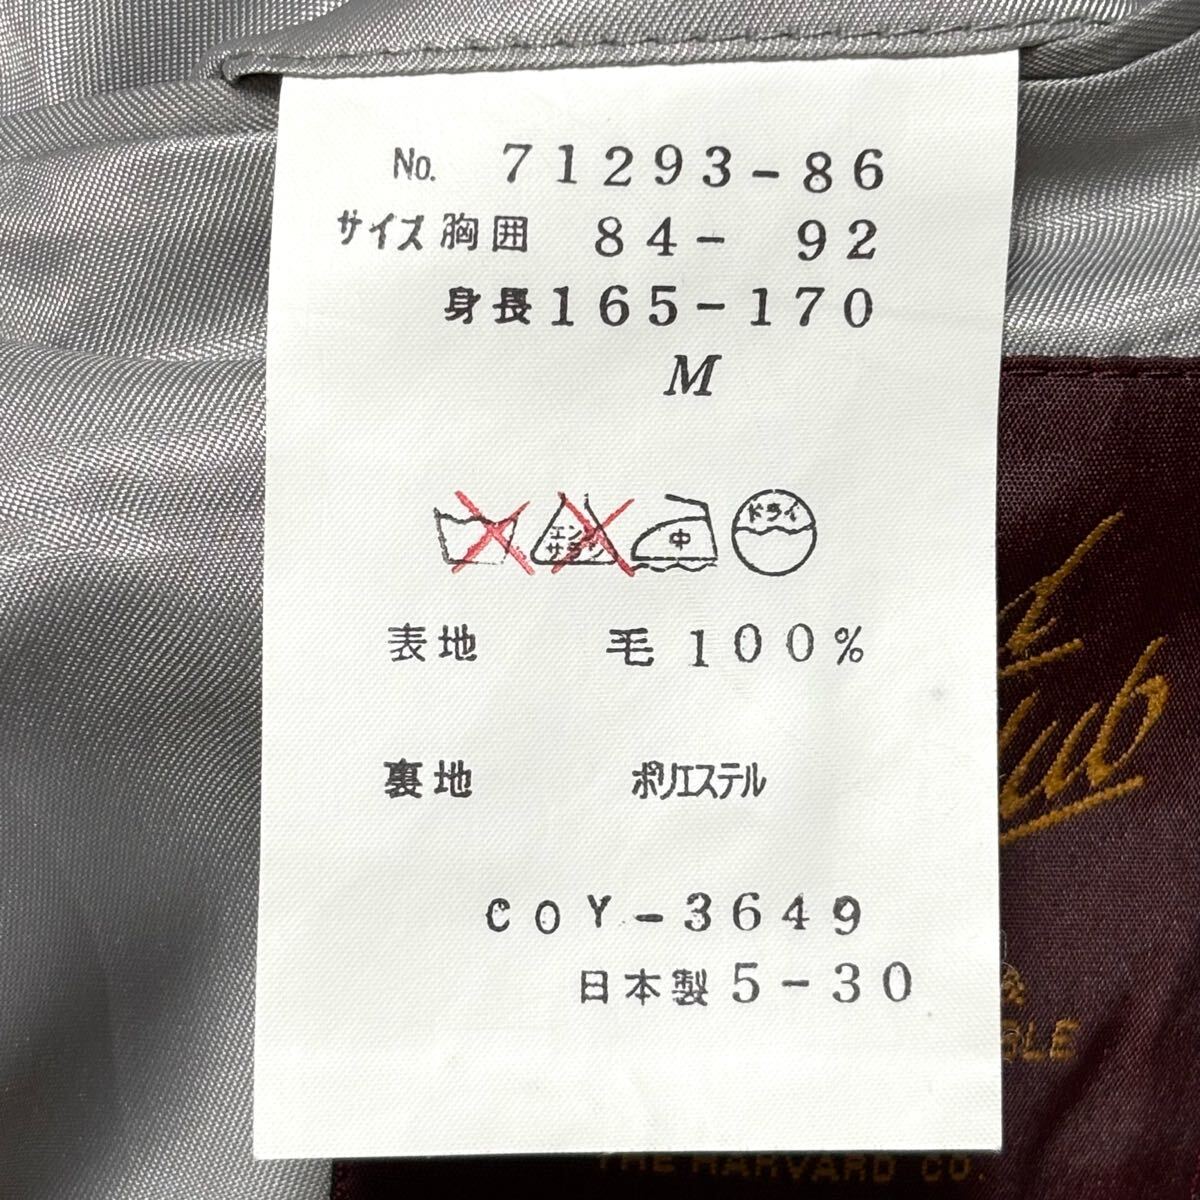 No. 71293-86
サイズ 胸囲 84- 92
身長 165-170
M
エンソ
サラシ
中
ドライ
表地 毛 100%
裏地 ポリエステル
COY-3649
日本製 5-30
THE HARVARD CO.